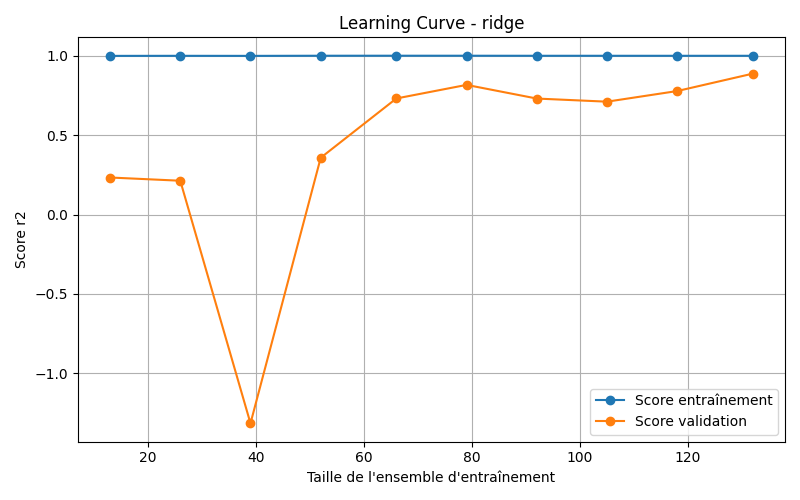 Learning Curve - ridge
Score r2
1.0
0.5
0.0
−0.5
−1.0
20
40
60
80
100
120
Taille de l'ensemble d'entraînement
Score entraînement
Score validation